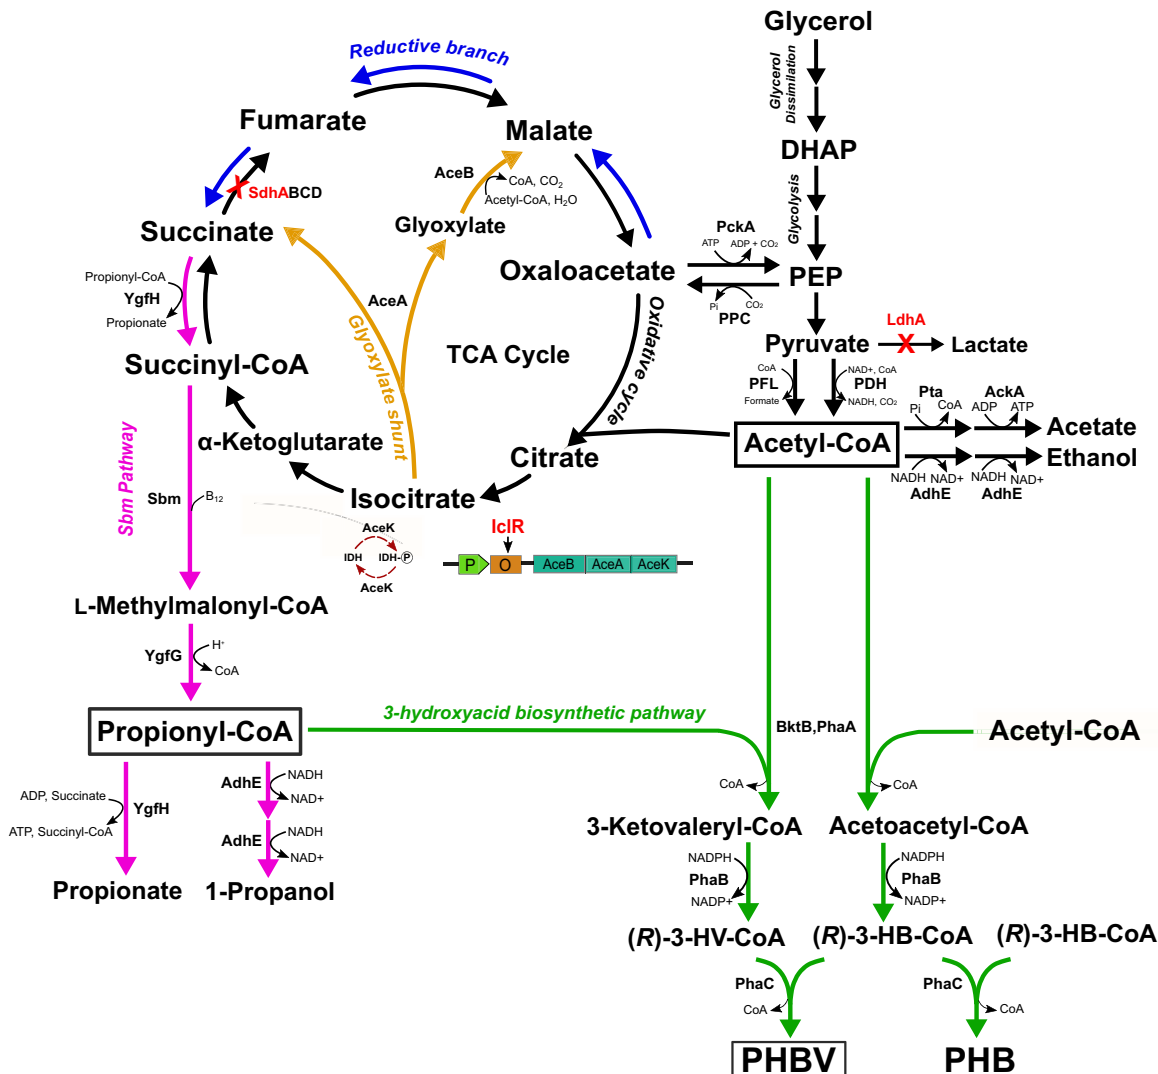 Glycerol
Glycerol
Dissimilation
DHAP
Glycolysis
PEP
Reductive branch
Fumarate
Malate
AceB
CoA, CO₂
Acetyl-CoA, H₂O
SdhABCD
Glyoxylate
Succinate
Oxaloacetate
PckA
ATP
ADP + CO₂
Pi
CO₂
PPC
Propionyl-CoA
YgfH
Propionate
AceA
Glyoxylate shunt
TCA Cycle
Oxidative cycle
Pyruvate
LdhA
Lactate
CoA
PFL
Formate
NAD+, CoA
PDH
NADH, CO₂
Succinyl-CoA
Pta
AckA
Pi
CoA
ADP
ATP
Acetyl-CoA
Acetate
Ethanol
NADH
NAD+
NADH
NAD+
AdhE
AdhE
α-Ketoglutarate
Citrate
Isocitrate
Sbm Pathway
Sbm
B₁₂
AceK
IDH
IDH-P
AceK
IclR
P
O
AceB
AceA
AceK
L-Methylmalonyl-CoA
YgfG
H⁺
CoA
Propionyl-CoA
3-hydroxyacid biosynthetic pathway
BktB,PhaA
Acetyl-CoA
ADP, Succinate
YgfH
ATP, Succinyl-CoA
AdhE
NADH
NAD+
AdhE
NADH
NAD+
CoA
CoA
Propionate
1-Propanol
3-Ketovaleryl-CoA
Acetoacetyl-CoA
NADPH
PhaB
NADP+
NADPH
PhaB
NADP+
(R)-3-HV-CoA
(R)-3-HB-CoA
(R)-3-HB-CoA
PhaC
CoA
PhaC
CoA
PHBV
PHB